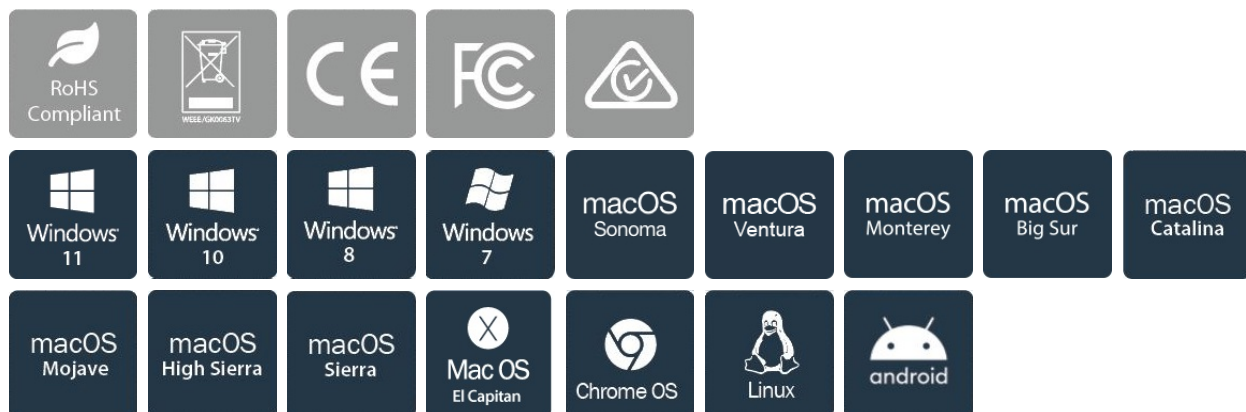 RoHS
Compliant
WEEE/GK0063TV
CE
FC
Windows
11
Windows
10
Windows
8
Windows
7
macOS
Sonoma
macOS
Ventura
macOS
Monterey
macOS
Big Sur
macOS
Catalina
macOS
Mojave
macOS
High Sierra
macOS
Sierra
X
Mac OS
El Capitan
Chrome OS
Linux
android